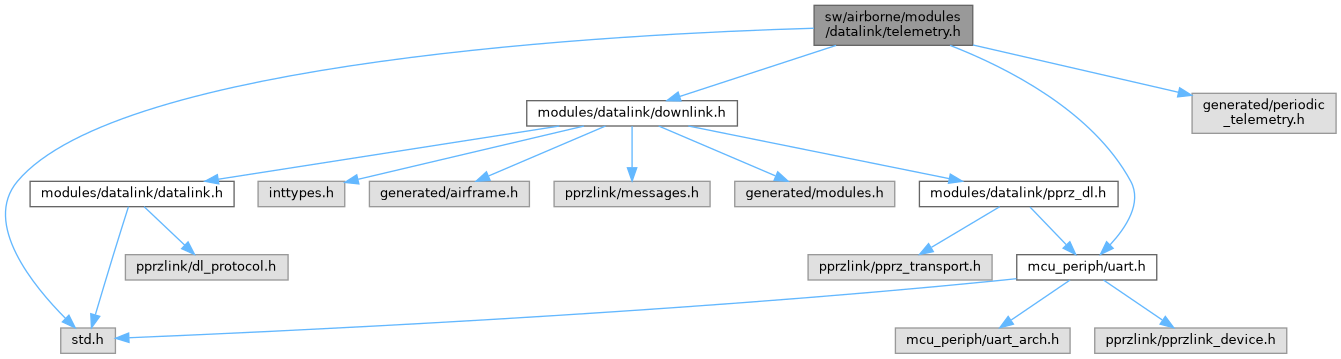 sw/airborne/modules
/datalink/telemetry.h
modules/datalink/downlink.h
generated/periodic
_telemetry.h
modules/datalink/datalink.h
inttypes.h
generated/airframe.h
pprzlink/messages.h
generated/modules.h
modules/datalink/pprz_dl.h
pprzlink/dl_protocol.h
pprzlink/pprz_transport.h
mcu_periph/uart.h
std.h
mcu_periph/uart_arch.h
pprzlink/pprzlink_device.h